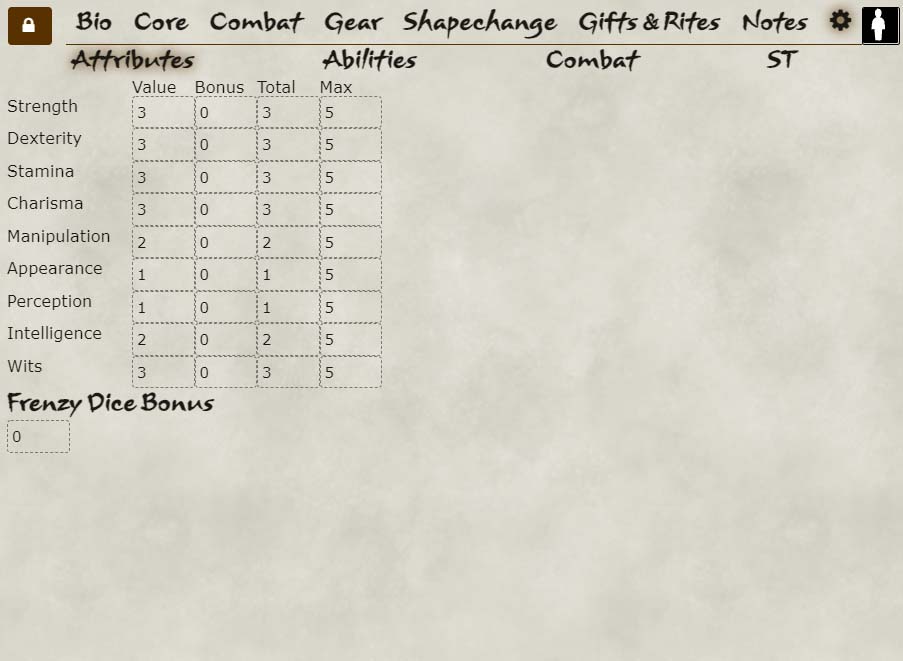 Bio Core Combat Gear Shapechange Gifts & Rites Notes
Attributes Abilities Combat ST
Value Bonus Total Max
Strength 3 0 3 5
Dexterity 3 0 3 5
Stamina 3 0 3 5
Charisma 3 0 3 5
Manipulation 2 0 2 5
Appearance 1 0 1 5
Perception 1 0 1 5
Intelligence 2 0 2 5
Wits 3 0 3 5
Frenzy Dice Bonus
0